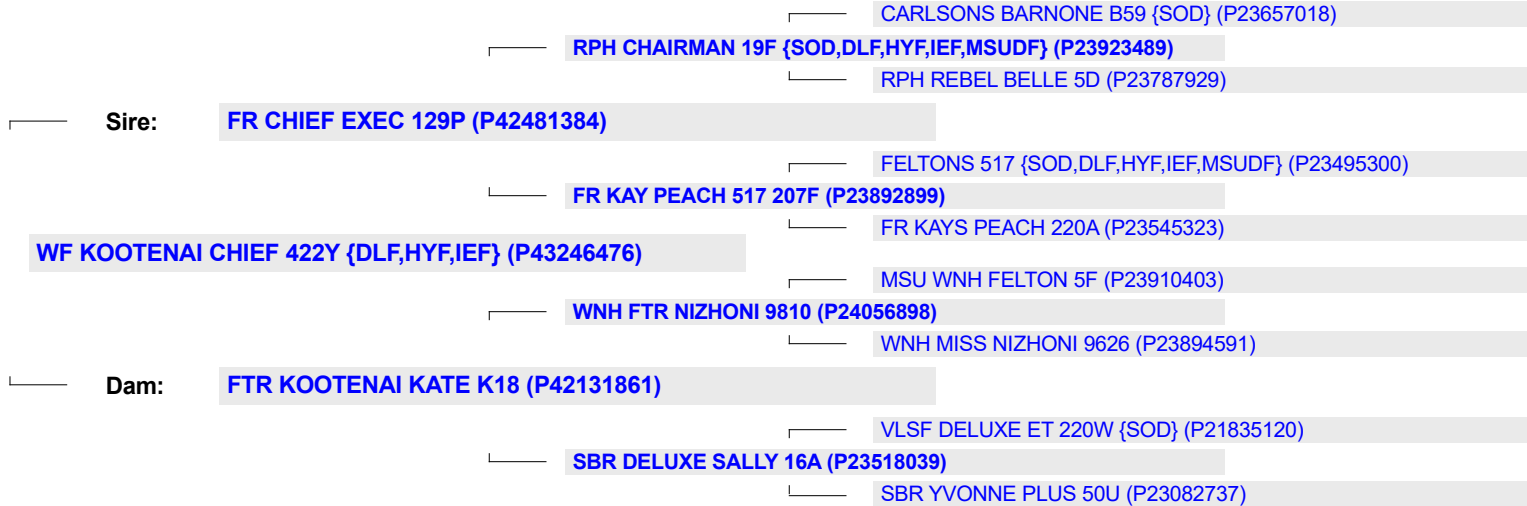 CARLSONS BARNONE B59 {SOD} (P23657018)
RPH CHAIRMAN 19F {SOD,DLF,HYF,IEF,MSUDF} (P23923489)
RPH REBEL BELLE 5D (P23787929)
Sire: FR CHIEF EXEC 129P (P42481384)
FELTONS 517 {SOD,DLF,HYF,IEF,MSUDF} (P23495300)
FR KAY PEACH 517 207F (P23892899)
FR KAYS PEACH 220A (P23545323)
WF KOOTENAI CHIEF 422Y {DLF,HYF,IEF} (P43246476)
MSU WNH FELTON 5F (P23910403)
WNH FTR NIZHONI 9810 (P24056898)
WNH MISS NIZHONI 9626 (P23894591)
Dam: FTR KOOTENAI KATE K18 (P42131861)
VLSF DELUXE ET 220W {SOD} (P21835120)
SBR DELUXE SALLY 16A (P23518039)
SBR YVONNE PLUS 50U (P23082737)